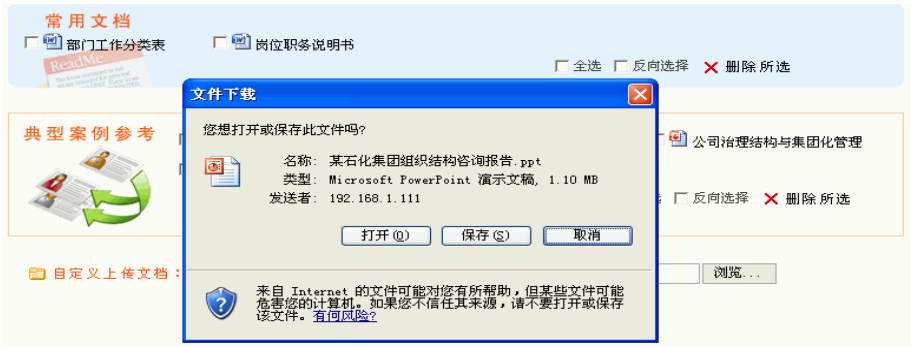 常用文档
部门工作分类表
岗位职务说明书
ReadMe
全选
反向选择
删除所选
文件下载
典型案例参考
您想打开或保存此文件吗?
公司治理结构与集团化管理
名称: 某石化集团组织结构咨询报告.ppt
类型: Microsoft PowerPoint 演示文稿, 1.10 MB
发送者: 192.168.1.111
反向选择
删除所选
打开(O)
保存(S)
取消
自定义上传文档：
浏览...
来自 Internet 的文件可能对您有所帮助，但某些文件可能
危害您的计算机。如果您不信任其来源，请不要打开或保存
该文件。有何风险?